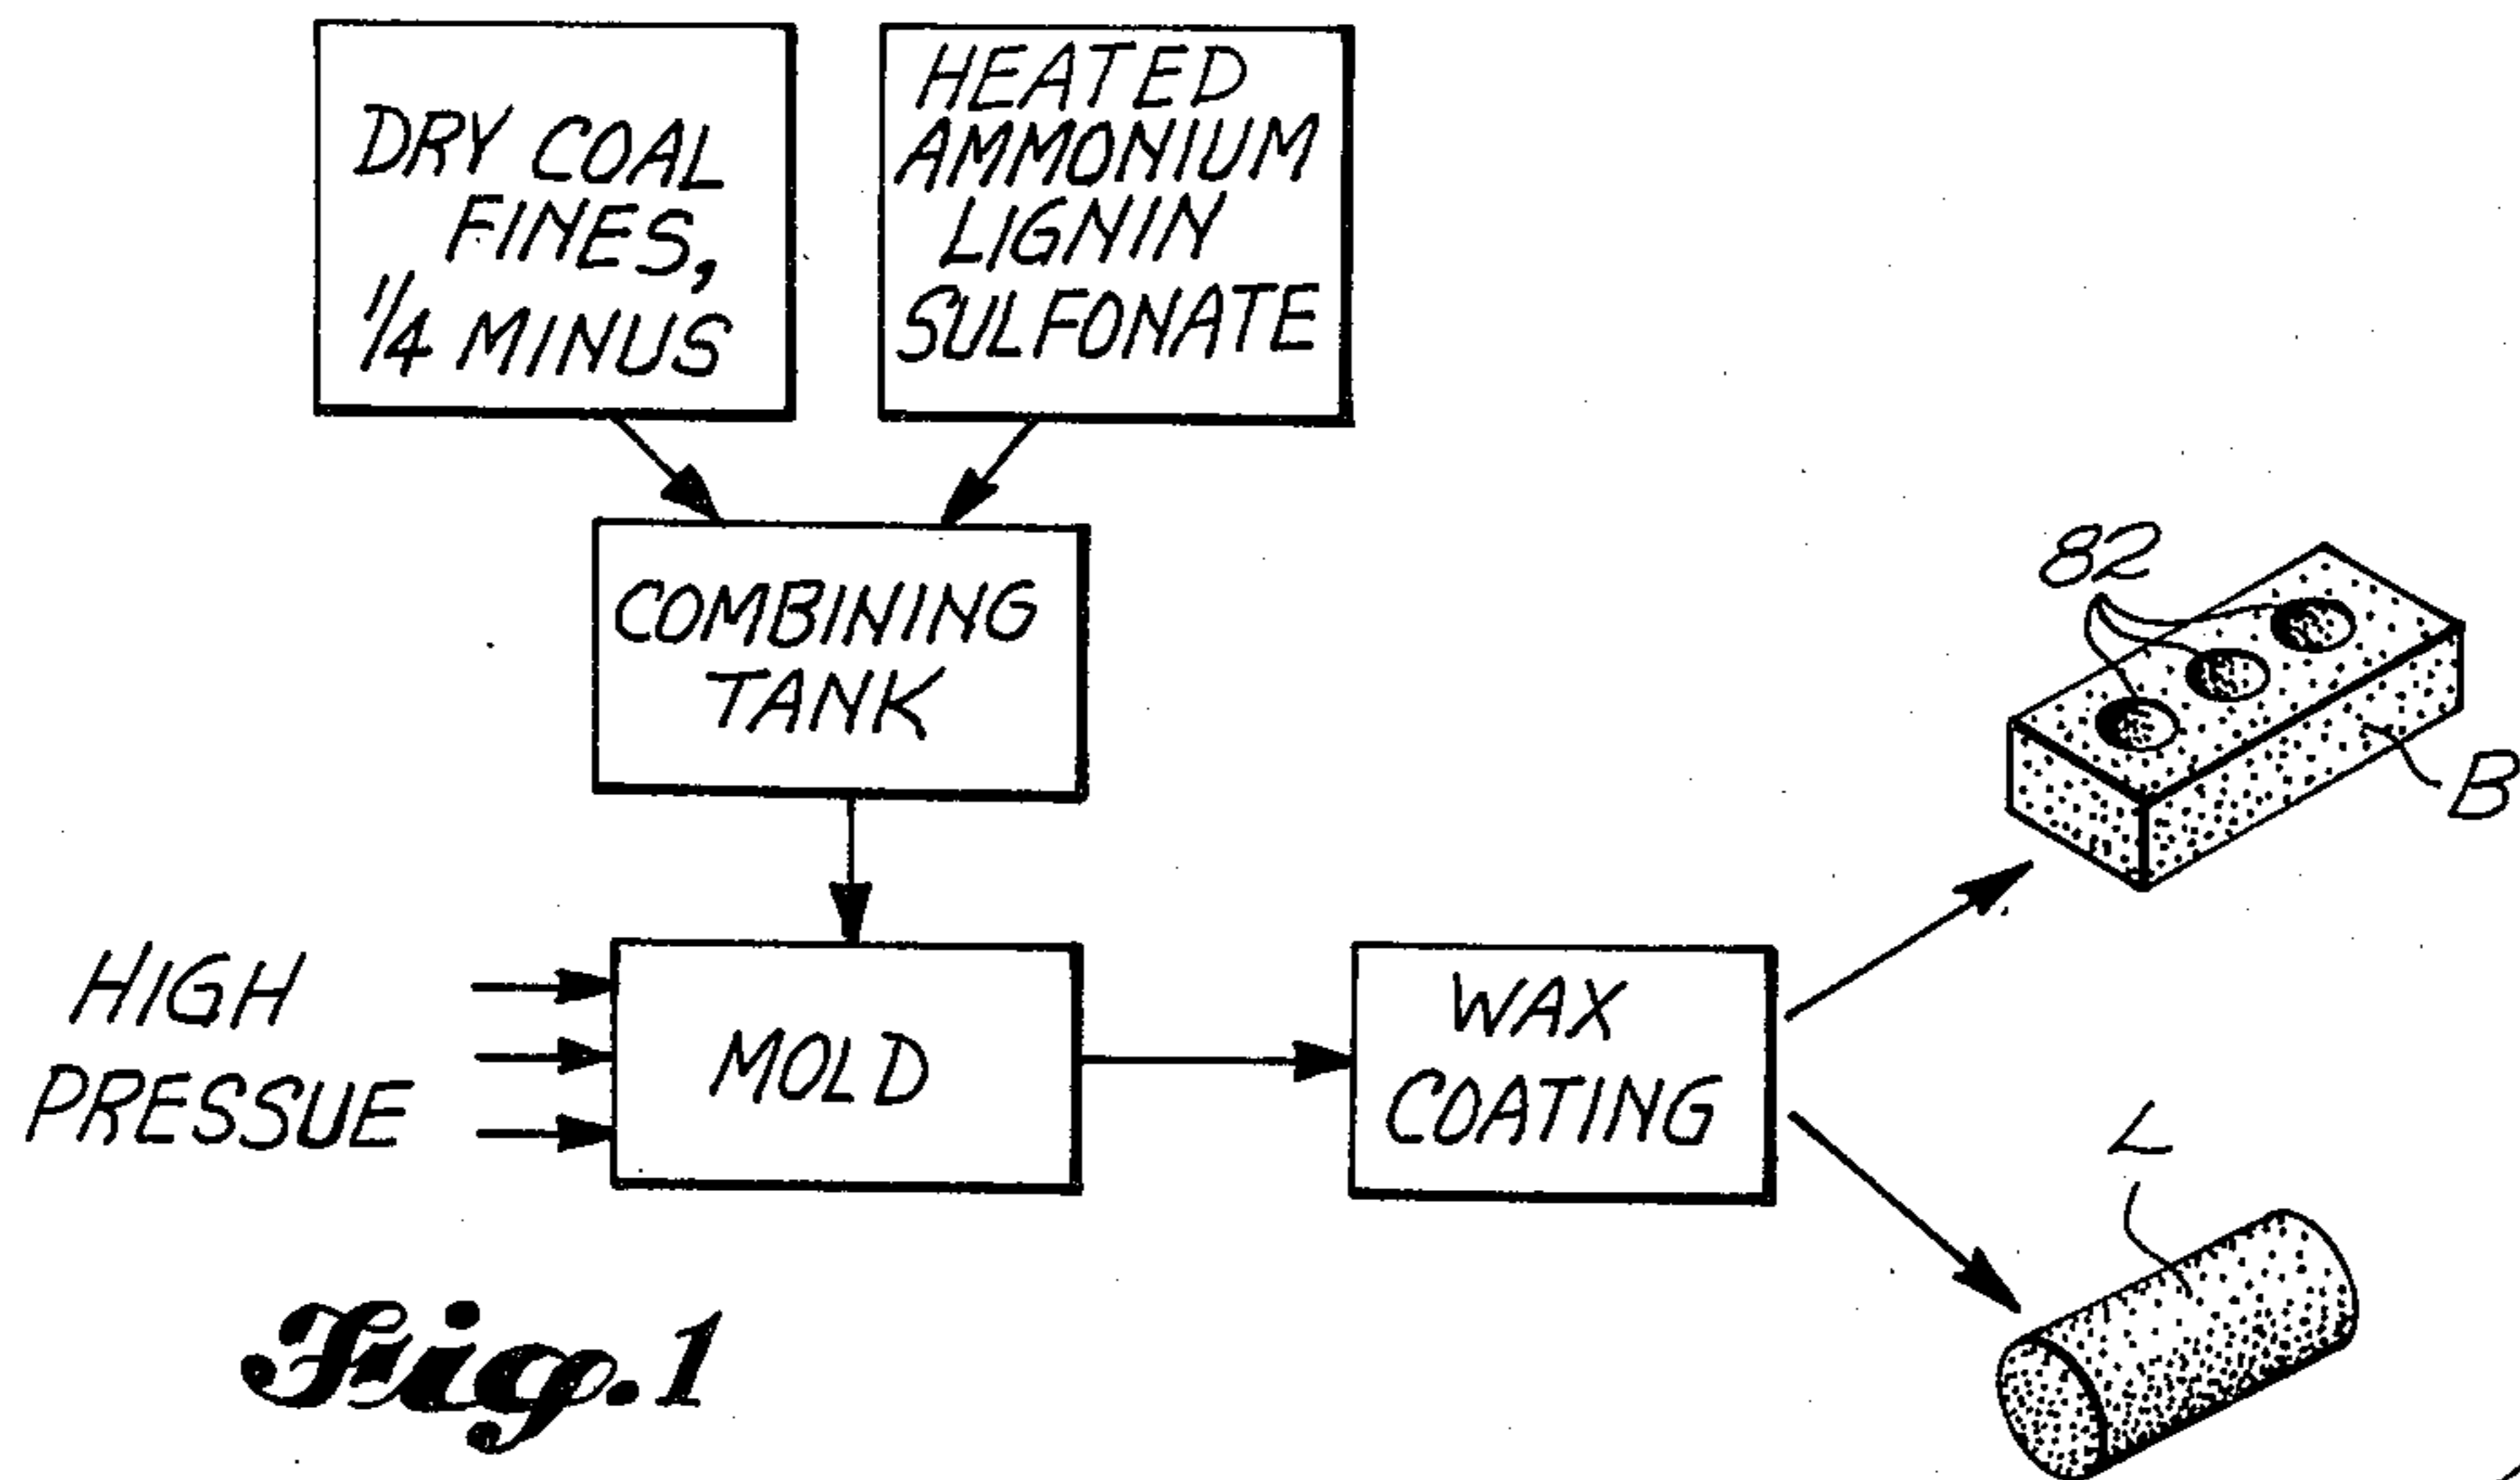 DRY COAL
FINES,
1/4 MINUS
HEATED
AMMONIUM
LIGNIN
SULFONATE
COMBINING
TANK
HIGH
PRESSUE
MOLD
WAX
COATING
82
B
L
Fig. 1